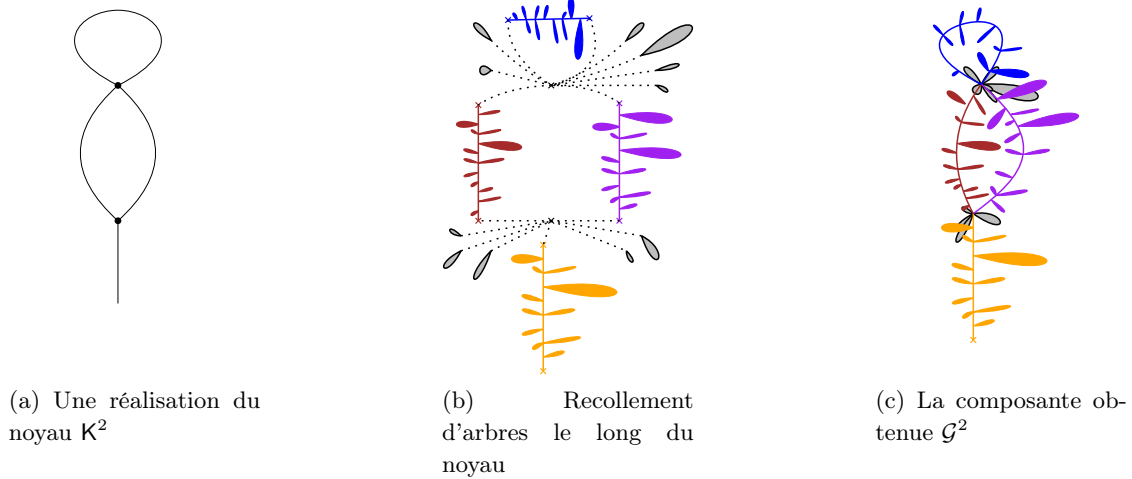 (a) Une réalisation du
noyau K²
(b) Recollement
d'arbres le long du
noyau
(c) La composante ob-
tenue 𝒢²